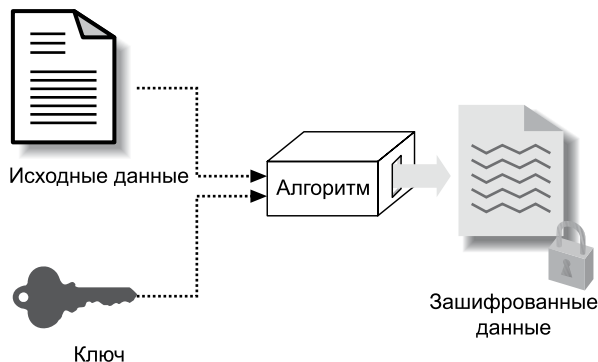 Исходные данные
Алгоритм
Ключ
Зашифрованные
данные